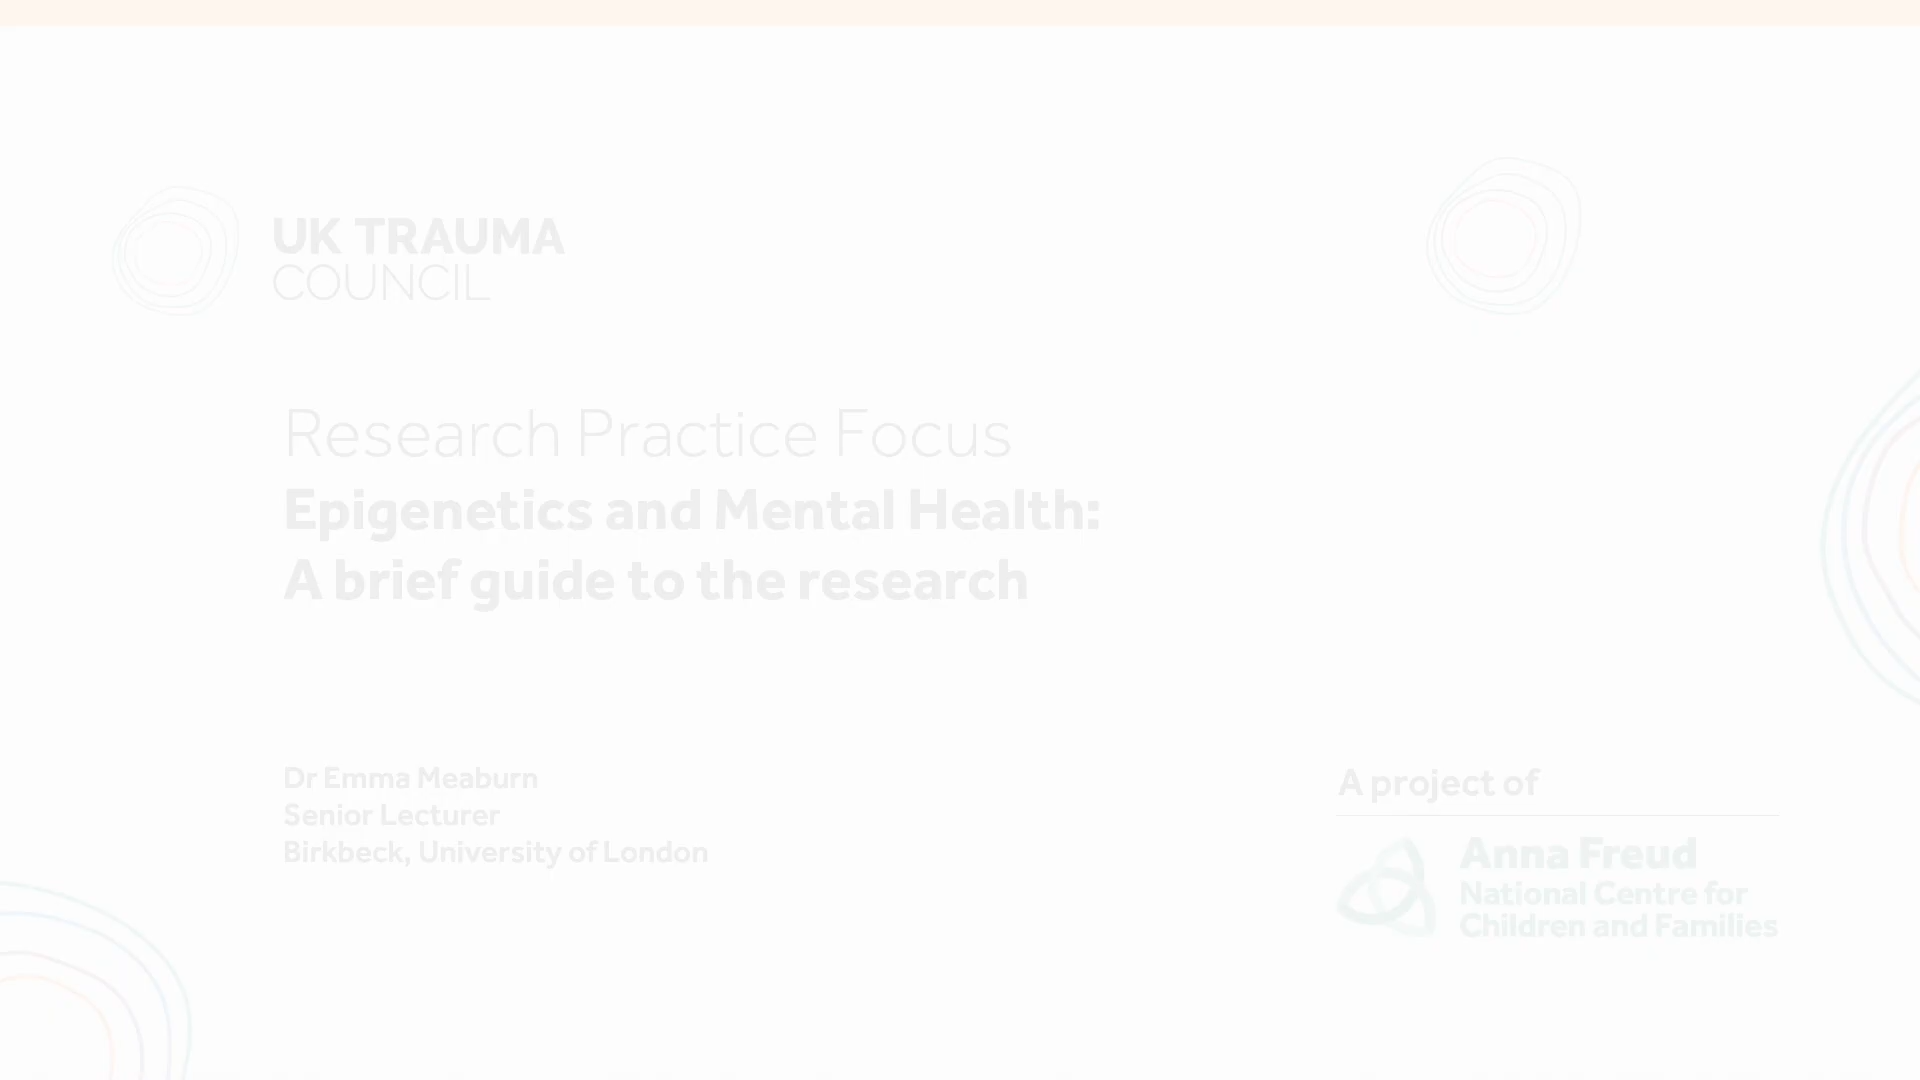 UK TRAUMA
COUNCIL
Research Practice Focus
Epigenetics and Mental Health:
A brief guide to the research
Dr Emma Meaburn
Senior Lecturer
Birkbeck, University of London
A project of
Anna Freud
National Centre for
Children and Families